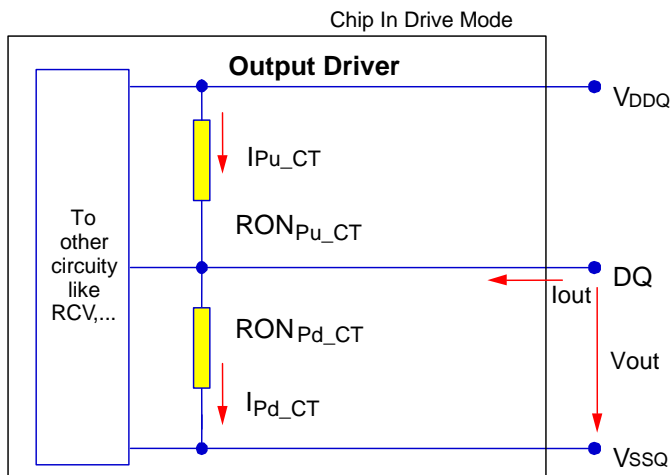 Chip In Drive Mode
Output Driver
VDDQ
IPu_CT
RONPu_CT
To
other
circuity
like
RCV,...
DQ
Iout
RONPd_CT
Vout
IPd_CT
VSSQ